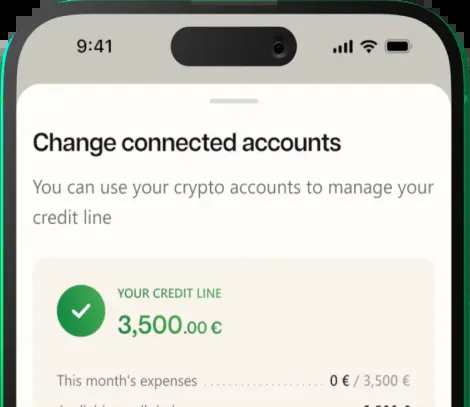 9:41
Change connected accounts
You can use your crypto accounts to manage your
credit line
YOUR CREDIT LINE
3,500.00 €
This month's expenses ........................ 0 € / 3,500 €